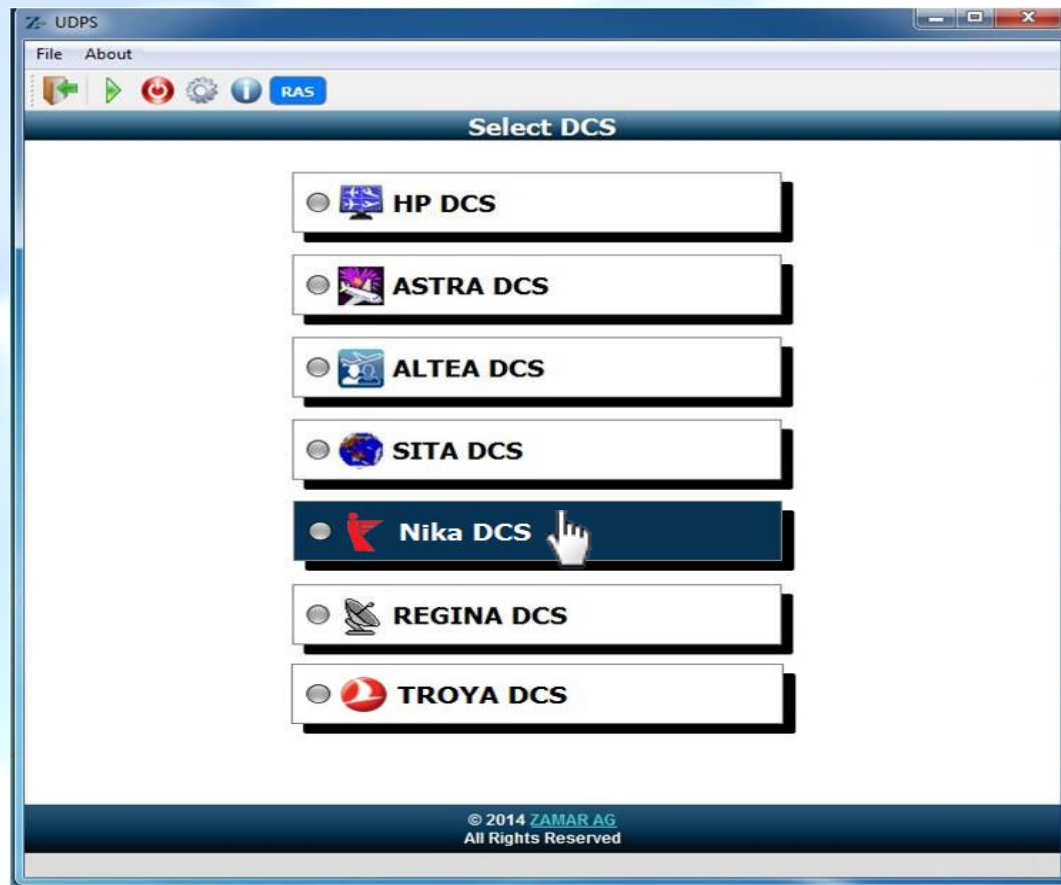 UDPS
File About
RAS
Select DCS
HP DCS
ASTRA DCS
ALTEA DCS
SITA DCS
Nika DCS
REGINA DCS
TROYA DCS
© 2014 ZAMAR AG
All Rights Reserved